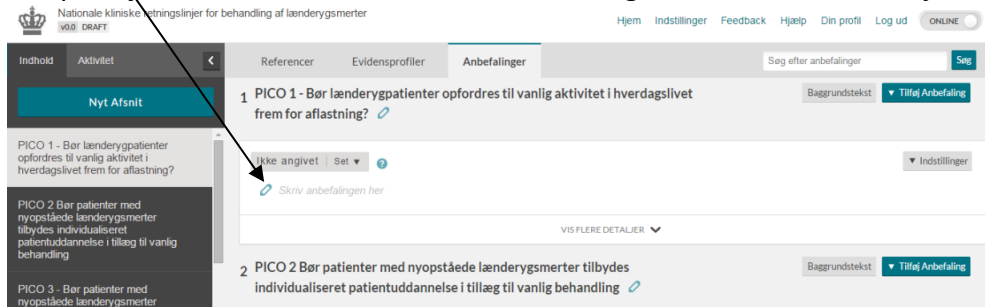 Nationale kliniske retningslinjer for behandling af lænderygsmerter
v0.0 DRAFT
Hjem Indstillinger Feedback Hjælp Din profil Log ud ONLINE
Indhold Aktivitet
Referencer Evidensprofiler Anbefalinger
Søg efter anbefalinger Søg
Nyt Afsnit
1 PICO 1 - Bør lænderygpatienter opfordres til vanlig aktivitet i hverdagslivet
frem for aflastning?
Baggrundstekst ▼ Tilføj Anbefaling
PICO 1 - Bør lænderygpatienter
opfordres til vanlig aktivitet i
hverdagslivet frem for aflastning?
Ikke angivet Set ▼ ?
▼ Indstillinger
Skriv anbefalingen her
VIS FLERE DETALJER
PICO 2 Bør patienter med
nyopståede lænderygsmerter
tilbydes individualiseret
patientuddannelse i tillæg til vanlig
behandling
2 PICO 2 Bør patienter med nyopståede lænderygsmerter tilbydes
individualiseret patientuddannelse i tillæg til vanlig behandling
Baggrundstekst ▼ Tilføj Anbefaling
PICO 3 - Bør patienter med
nyopståede lænderygsmerter